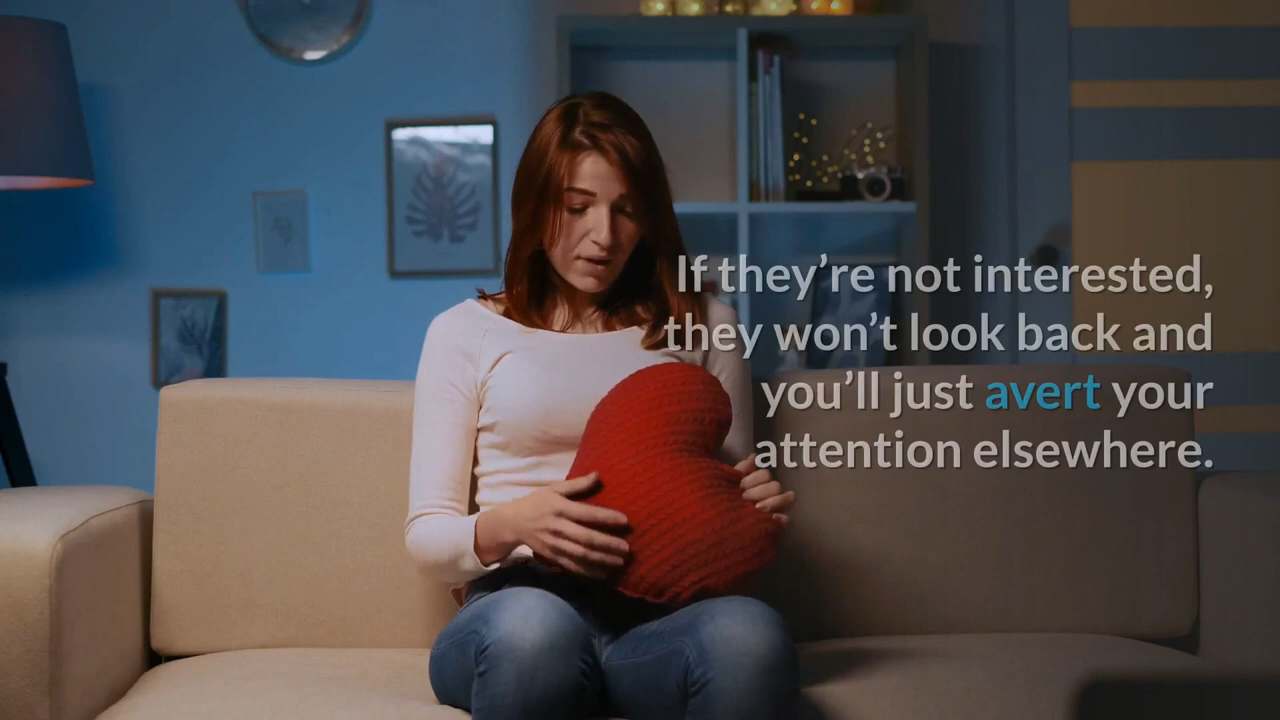 If they’re not interested,
they won’t look back and
you’ll just avert your
attention elsewhere.